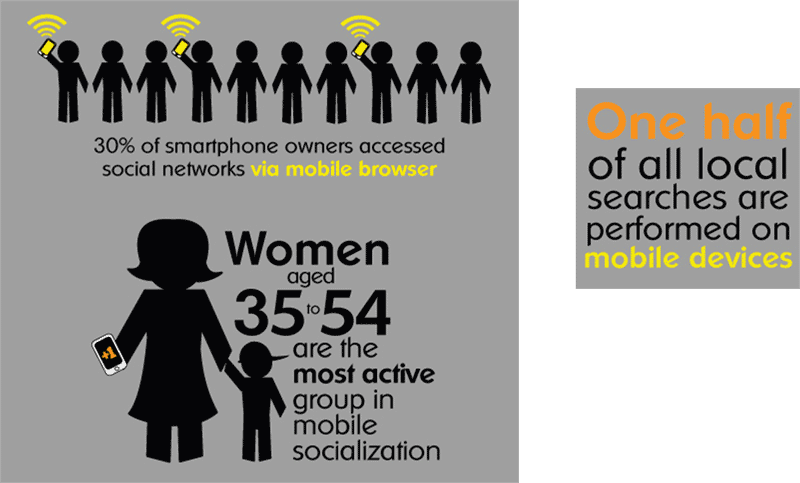 30% of smartphone owners accessed
social networks via mobile browser
Women
aged
35 to 54
are the
most active
group in
mobile
socialization
+1
One half
of all local
searches are
performed on
mobile devices